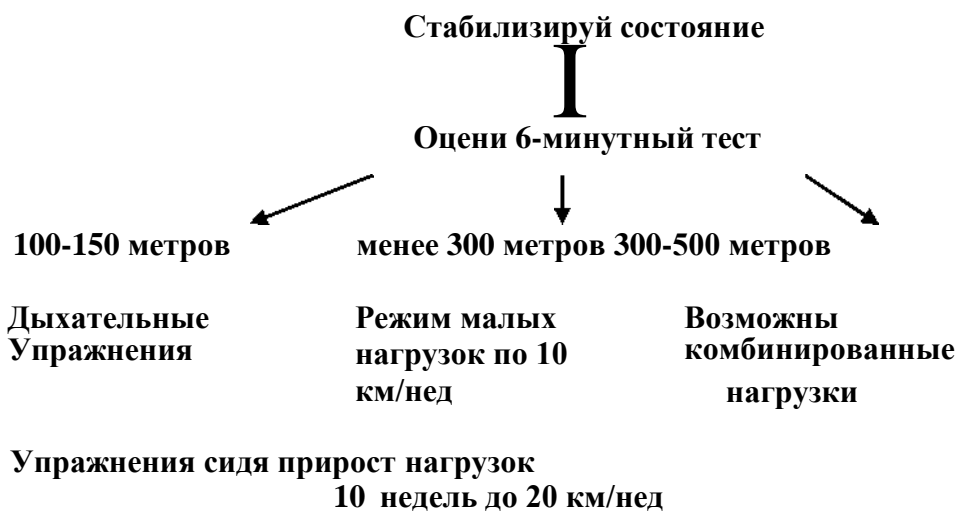 Стабилизируй состояние
Оцени 6-минутный тест
100-150 метров менее 300 метров 300-500 метров
Дыхательные
Упражнения
Режим малых
нагрузок по 10
км/нед
Возможны
комбинированные
нагрузки
Упражнения сидя прирост нагрузок
10 недель до 20 км/нед